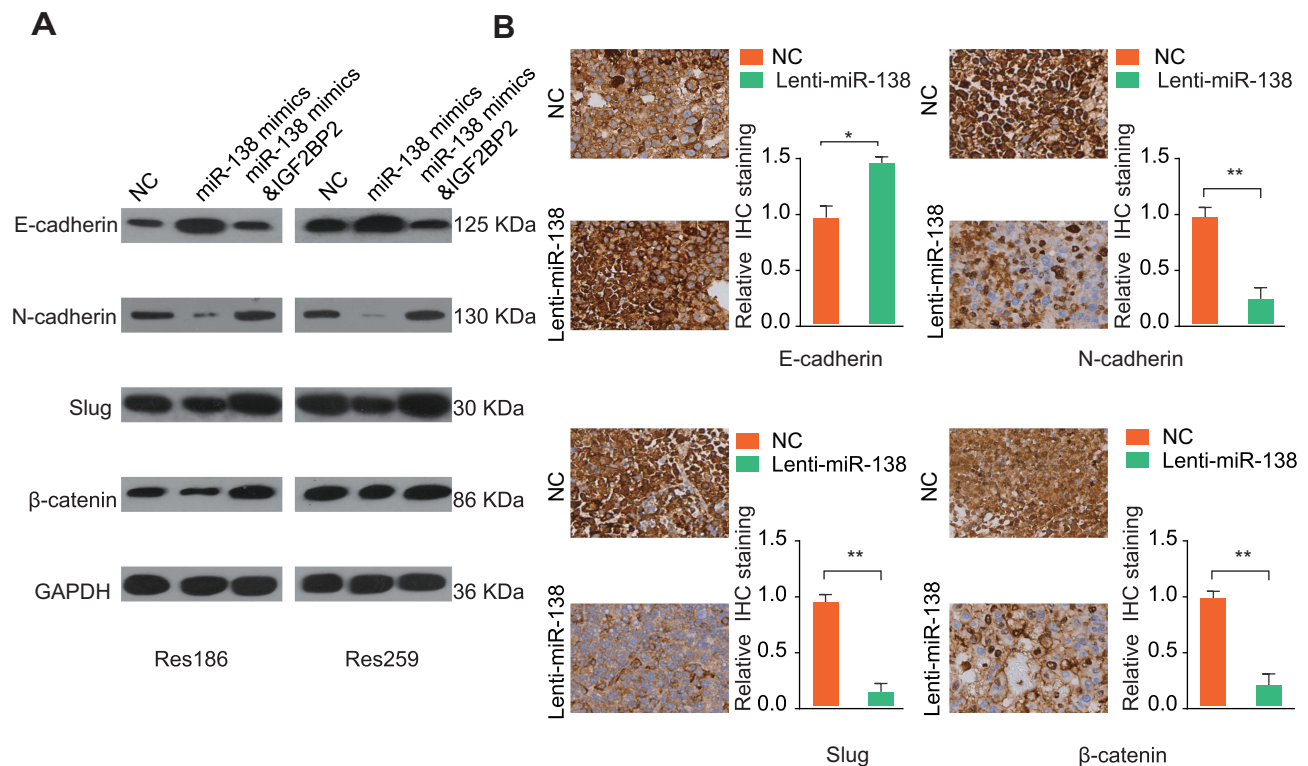 A
NC
miR-138 mimics
miR-138 mimics
&IGF2BP2
NC
miR-138 mimics
miR-138 mimics
&IGF2BP2
E-cadherin
125 KDa
N-cadherin
130 KDa
Slug
30 KDa
β-catenin
86 KDa
GAPDH
36 KDa
Res186
Res259
B
NC
Lenti-miR-138
NC
Lenti-miR-138
Relative IHC staining
1.5
1.0
0.5
0.0
*
E-cadherin
NC
Lenti-miR-138
NC
Lenti-miR-138
Relative IHC staining
1.5
1.0
0.5
0.0
**
N-cadherin
NC
Lenti-miR-138
NC
Lenti-miR-138
Relative IHC staining
1.5
1.0
0.5
0.0
**
Slug
NC
Lenti-miR-138
NC
Lenti-miR-138
Relative IHC staining
1.5
1.0
0.5
0.0
**
β-catenin